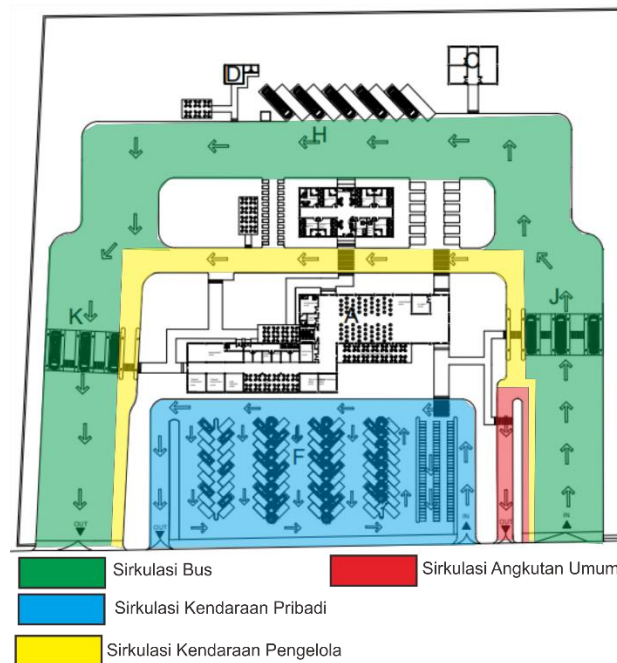 D
C
H
K
J
A
F
OUT
OUT
IN
OUT
IN
Sirkulasi Bus
Sirkulasi Angkutan Umum
Sirkulasi Kendaraan Pribadi
Sirkulasi Kendaraan Pengelola